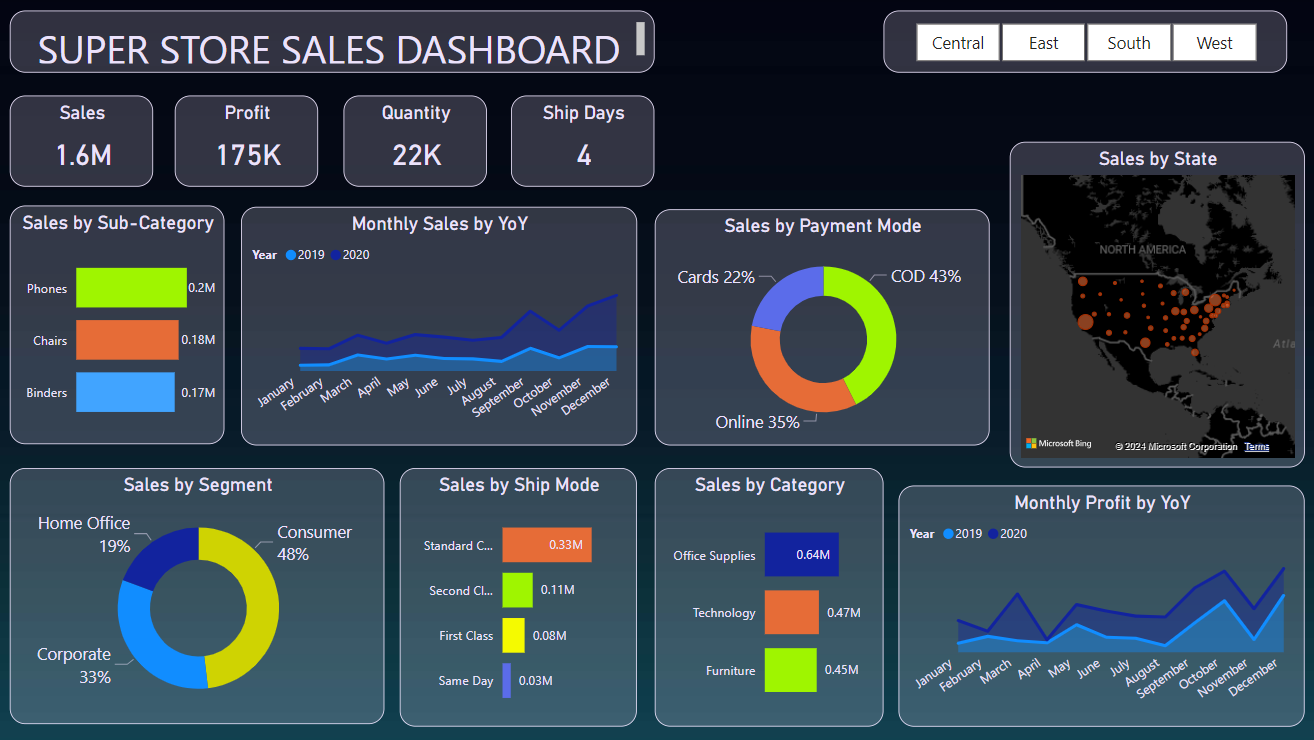 SUPER STORE SALES DASHBOARD
Central East South West
Sales
1.6M
Profit
175K
Quantity
22K
Ship Days
4
Sales by Sub-Category
Phones 0.2M
Chairs 0.18M
Binders 0.17M
Monthly Sales by YoY
Year 2019 2020
January February March April May June July August September October November December
Sales by Payment Mode
Cards 22%
COD 43%
Online 35%
Sales by State
NORTH AMERICA
Atla
Microsoft Bing
© 2024 Microsoft Corporation Terms
Sales by Segment
Home Office
19%
Consumer
48%
Corporate
33%
Sales by Ship Mode
Standard C... 0.33M
Second Cl... 0.11M
First Class 0.08M
Same Day 0.03M
Sales by Category
Office Supplies 0.64M
Technology 0.47M
Furniture 0.45M
Monthly Profit by YoY
Year 2019 2020
January February March April May June July August September October November December